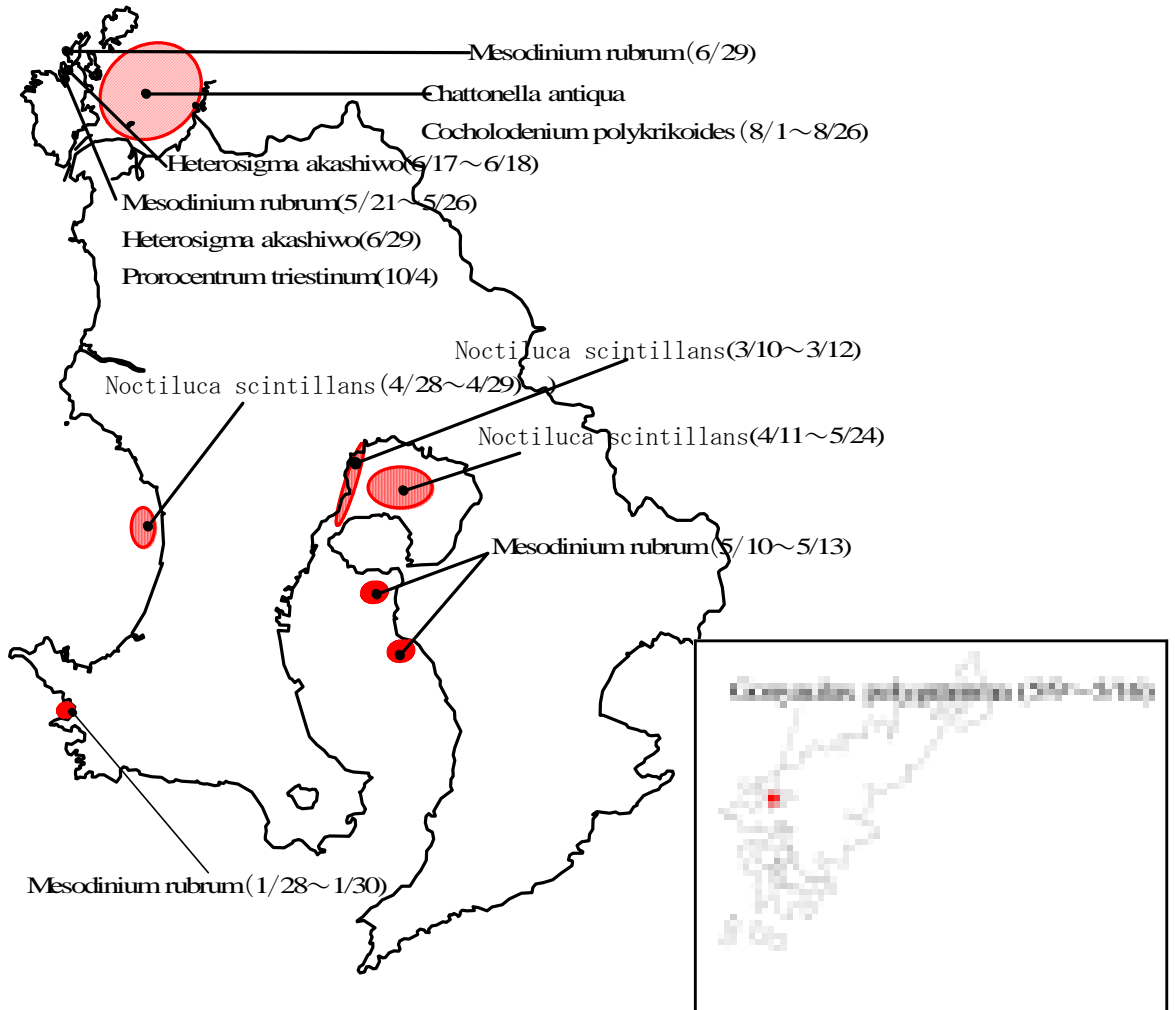 Mesodinium rubrum(6/29)
Chattonella antiqua
Cocholodenium polykrikoides (8/1～8/26)
Heterosigma akashiwo(6/17～6/18)
Mesodinium rubrum(5/21～5/26)
Heterosigma akashiwo(6/29)
Prorocentrum triestinum(10/4)
Noctiluca scintillans(3/10～3/12)
Noctiluca scintillans(4/28～4/29) )
Noctiluca scintillans(4/11～5/24)
Mesodinium rubrum(5/10～5/13)
Mesodinium rubrum(1/28～1/30)